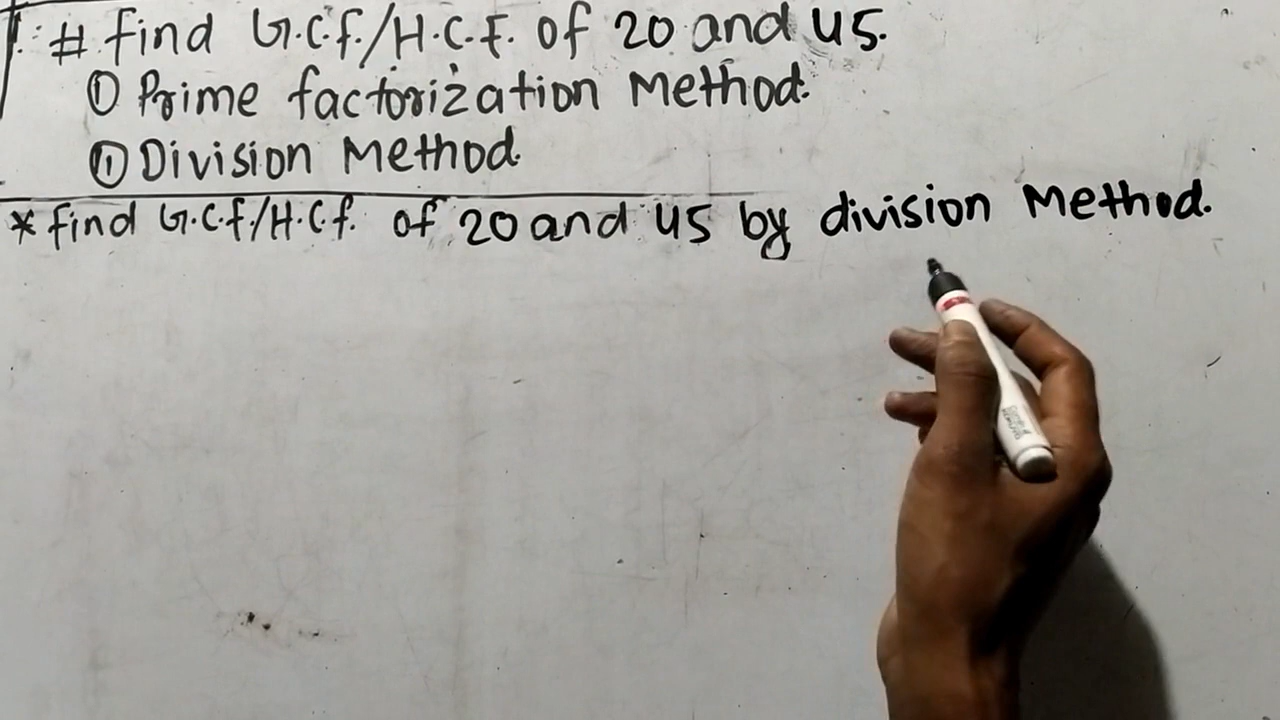 # find G.C.f./H.C.F. of 20 and 45.
① Prime factorization Method.
① Division Method.
* find G.C.f/H.C.f. of 20 and 45 by division Method.